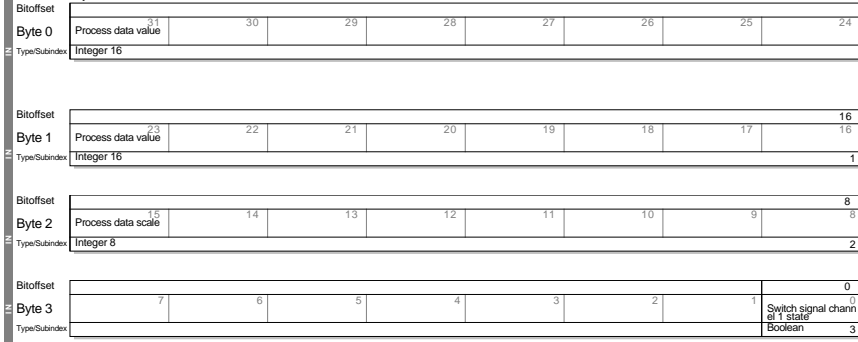 Bitoffset
Byte 0 Process data value 31 30 29 28 27 26 25 24
IN Type/Subindex Integer 16
Bitoffset 16
Byte 1 Process data value 23 22 21 20 19 18 17 16
IN Type/Subindex Integer 16 1
Bitoffset 8
Byte 2 Process data scale 15 14 13 12 11 10 9 8
IN Type/Subindex Integer 8 2
Bitoffset 0
Byte 3 7 6 5 4 3 2 1 0
Switch signal chann
el 1 state
IN Type/Subindex Boolean 3